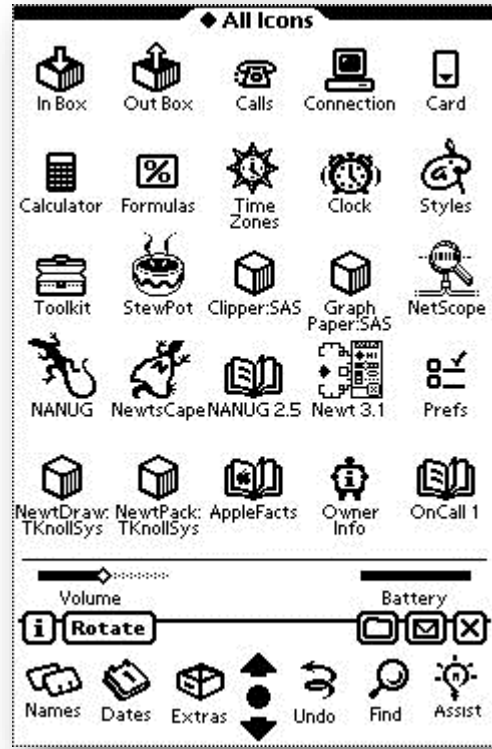 ◆ All Icons
In Box Out Box Calls Connection Card
Calculator Formulas Time Zones Clock Styles
Toolkit StewPot Clipper:SAS Graph Paper:SAS NetScope
NANUG NewtsCape NANUG 2.5 Newt 3.1 Prefs
NewtDraw: TKnollSys NewtPack: TKnollSys AppleFacts Owner Info OnCall 1
Volume Battery
i Rotate
Names Dates Extras Undo Find Assist